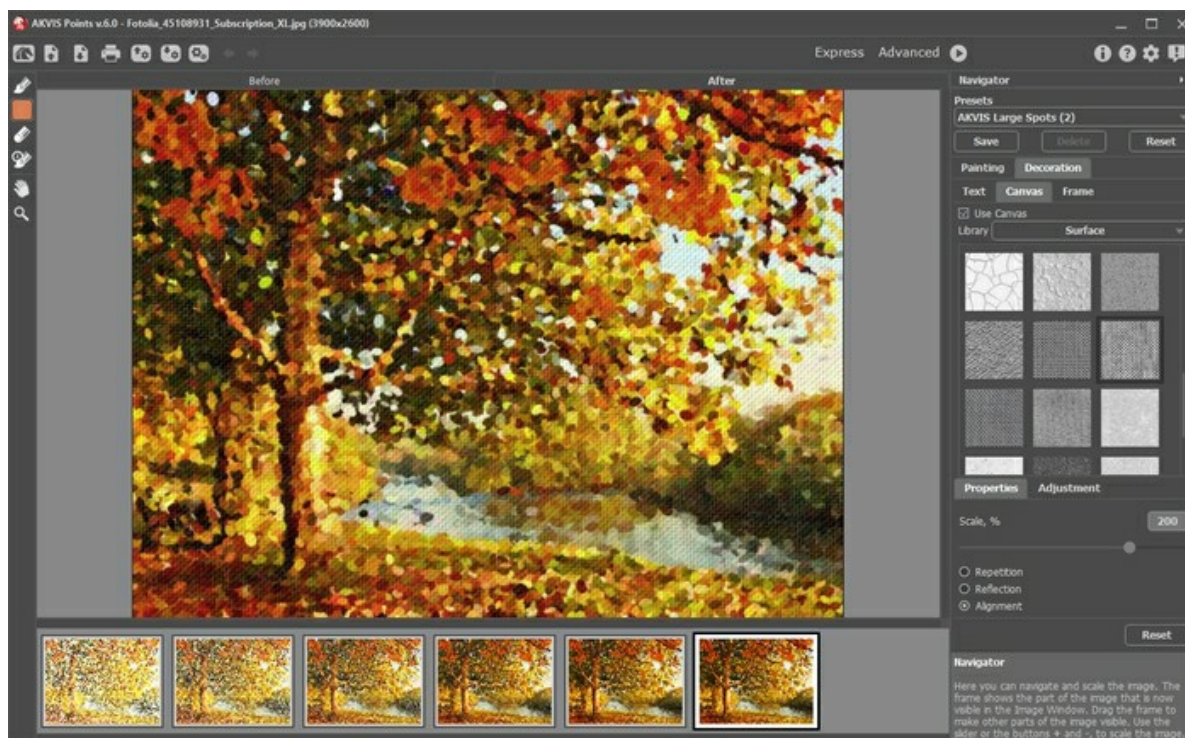 AKVIS Points v.6.0 - Fotolia_45108931_Subscription_XL.jpg (3900x2600)
Express Advanced
Before After
Navigator
Presets
AKVIS Large Spots (2)
Save Delete Reset
Painting Decoration
Text Canvas Frame
Use Canvas
Library Surface
Properties Adjustment
Scale, % 200
Repetition
Reflection
Alignment
Reset
Navigator
Here you can navigate and scale the image. The
frame shows the part of the image that is now
visible in the Image Window. Drag the frame to
make other parts of the image visible. Use the
slider or the buttons + and -, to scale the image.